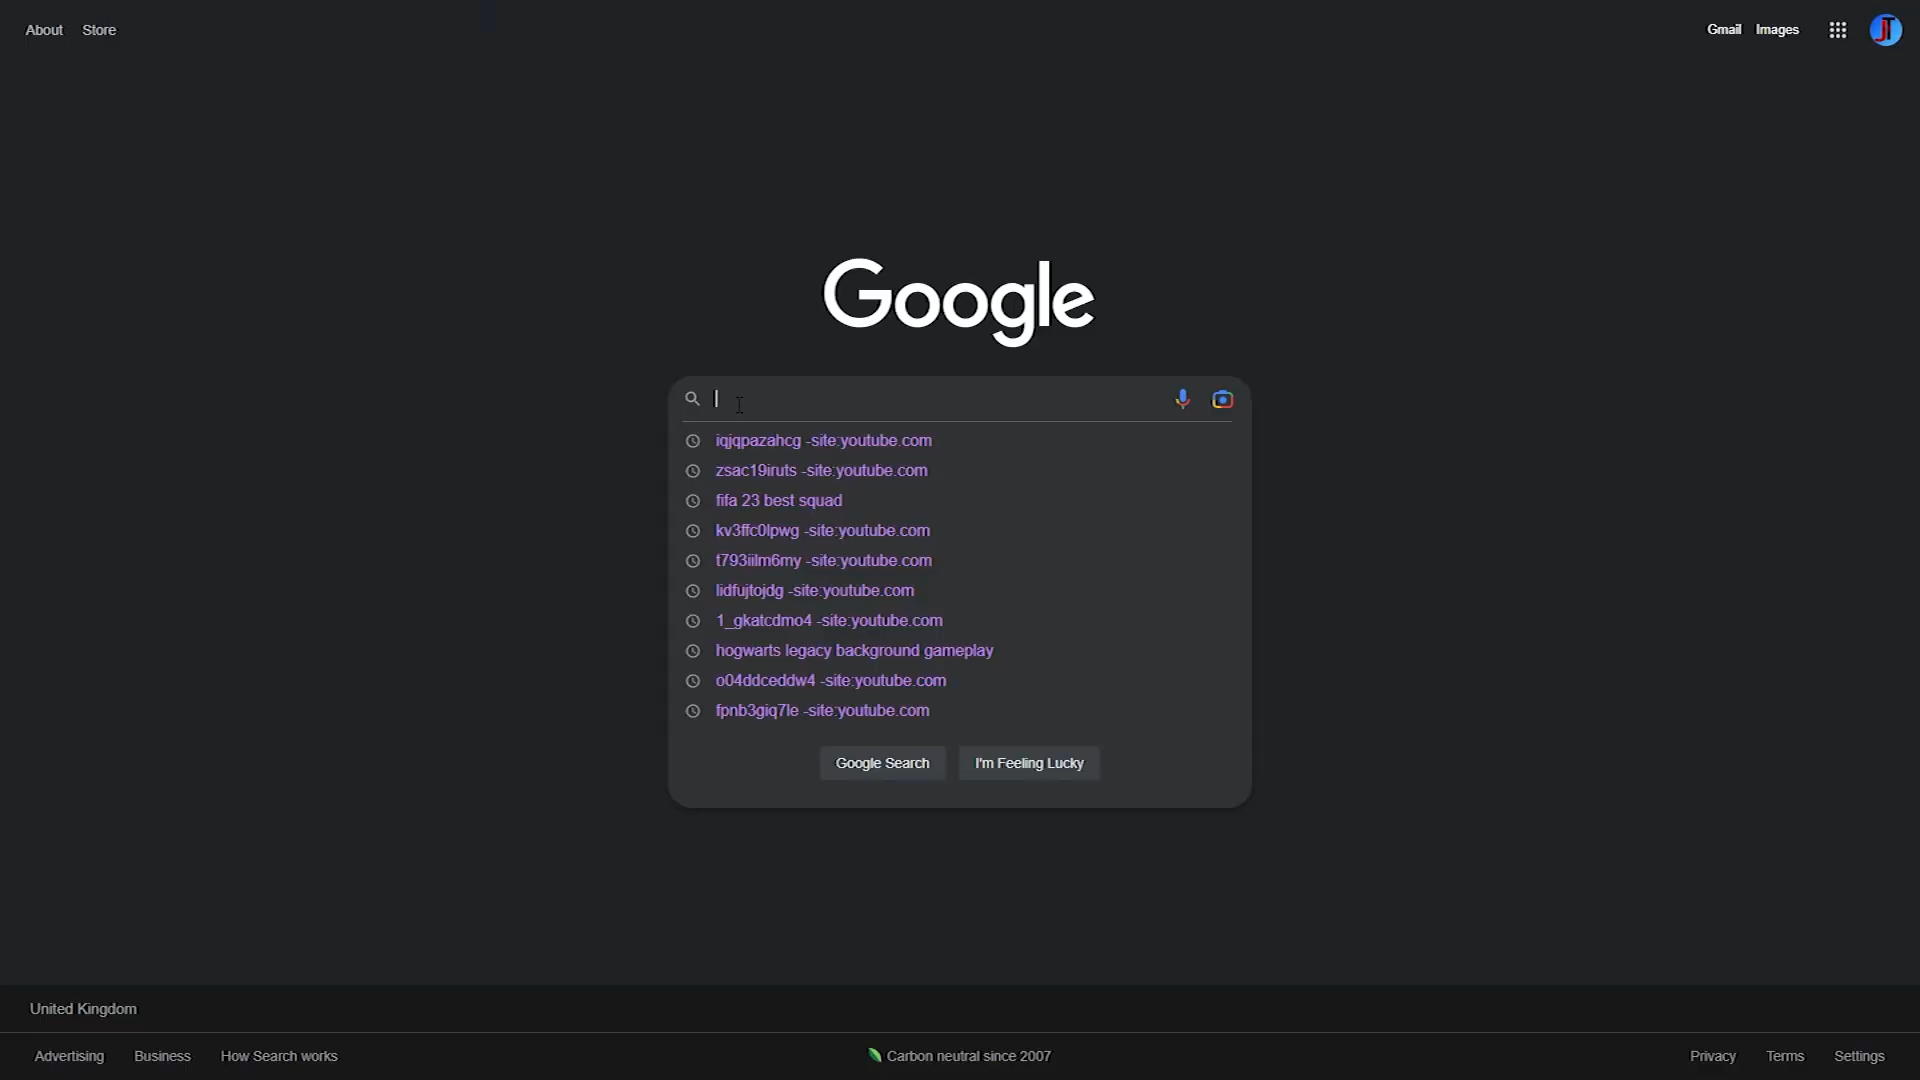 About Store
Gmail Images
JT
Google
iqjqpazahcg -site:youtube.com
zsac19iruts -site:youtube.com
fifa 23 best squad
kv3ffc0lpwg -site:youtube.com
t793iilm6my -site:youtube.com
lidfujtojdg -site:youtube.com
1_gkatcdmo4 -site:youtube.com
hogwarts legacy background gameplay
o04ddceddw4 -site:youtube.com
fpnb3giq7le -site:youtube.com
Google Search I'm Feeling Lucky
United Kingdom
Advertising Business How Search works Carbon neutral since 2007 Privacy Terms Settings